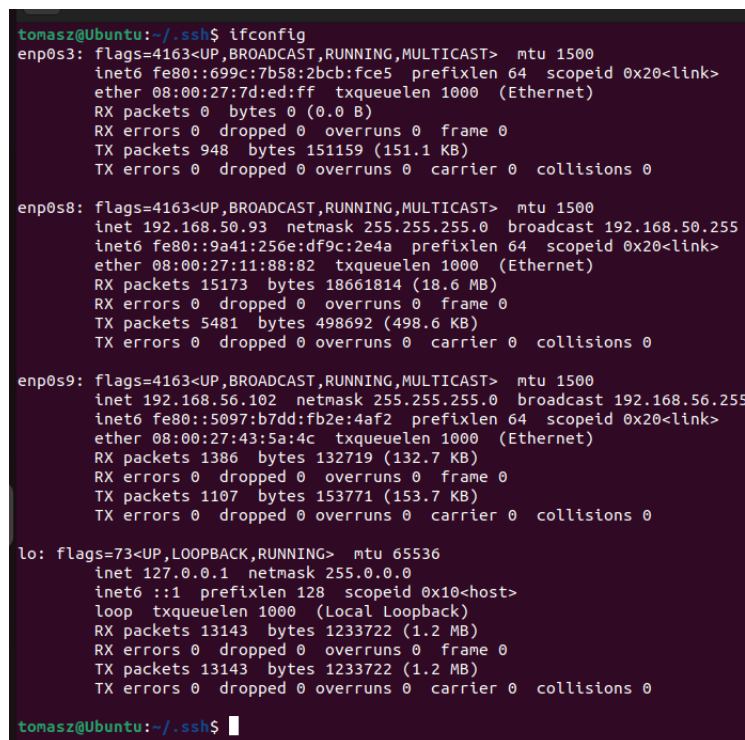 tomasz@Ubuntu:~/.ssh$ ifconfig
enp0s3: flags=4163<UP,BROADCAST,RUNNING,MULTICAST>  mtu 1500
        inet6 fe80::699c:7b58:2bcb:fce5  prefixlen 64  scopeid 0x20<link>
        ether 08:00:27:7d:ed:ff  txqueuelen 1000  (Ethernet)
        RX packets 0  bytes 0 (0.0 B)
        RX errors 0  dropped 0  overruns 0  frame 0
        TX packets 948  bytes 151159 (151.1 KB)
        TX errors 0  dropped 0 overruns 0  carrier 0  collisions 0

enp0s8: flags=4163<UP,BROADCAST,RUNNING,MULTICAST>  mtu 1500
        inet 192.168.50.93  netmask 255.255.255.0  broadcast 192.168.50.255
        inet6 fe80::9a41:256e:df9c:2e4a  prefixlen 64  scopeid 0x20<link>
        ether 08:00:27:11:88:82  txqueuelen 1000  (Ethernet)
        RX packets 15173  bytes 18661814 (18.6 MB)
        RX errors 0  dropped 0  overruns 0  frame 0
        TX packets 5481  bytes 498692 (498.6 KB)
        TX errors 0  dropped 0 overruns 0  carrier 0  collisions 0

enp0s9: flags=4163<UP,BROADCAST,RUNNING,MULTICAST>  mtu 1500
        inet 192.168.56.102  netmask 255.255.255.0  broadcast 192.168.56.255
        inet6 fe80::5097:b7dd:fb2e:4af2  prefixlen 64  scopeid 0x20<link>
        ether 08:00:27:43:5a:4c  txqueuelen 1000  (Ethernet)
        RX packets 1386  bytes 132719 (132.7 KB)
        RX errors 0  dropped 0  overruns 0  frame 0
        TX packets 1107  bytes 153771 (153.7 KB)
        TX errors 0  dropped 0 overruns 0  carrier 0  collisions 0

lo: flags=73<UP,LOOPBACK,RUNNING>  mtu 65536
        inet 127.0.0.1  netmask 255.0.0.0
        inet6 ::1  prefixlen 128  scopeid 0x10<host>
        loop  txqueuelen 1000  (Local Loopback)
        RX packets 13143  bytes 1233722 (1.2 MB)
        RX errors 0  dropped 0  overruns 0  frame 0
        TX packets 13143  bytes 1233722 (1.2 MB)
        TX errors 0  dropped 0 overruns 0  carrier 0  collisions 0

tomasz@Ubuntu:~/.ssh$